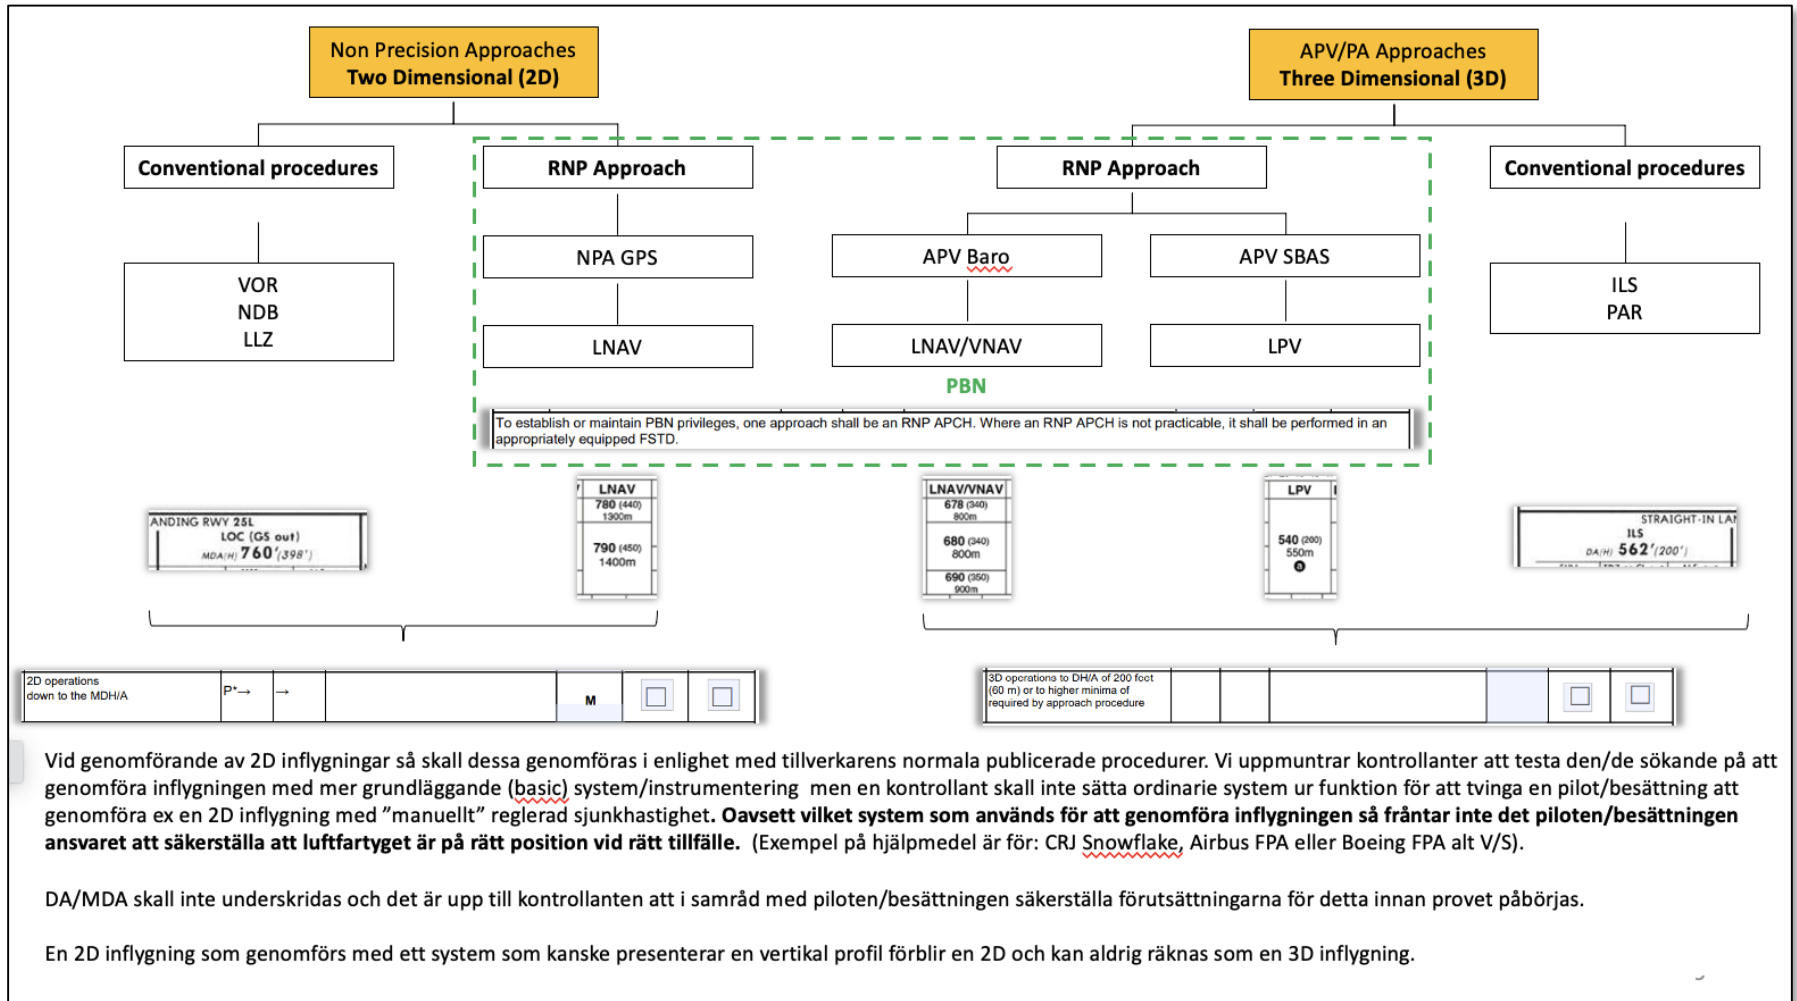 Non Precision Approaches
Two Dimensional (2D)
APV/PA Approaches
Three Dimensional (3D)
Conventional procedures
RNP Approach
RNP Approach
Conventional procedures
VOR
NDB
LLZ
NPA GPS
APV Baro
APV SBAS
ILS
PAR
LNAV
LNAV/VNAV
LPV
PBN
To establish or maintain PBN privileges, one approach shall be an RNP APCH. Where an RNP APCH is not practicable, it shall be performed in an
appropriately equipped FSTD.
ANDING RWY 25L
LOC (GS out)
MDA(H) 760'(398')
LNAV
780 (440)
1300m
790 (450)
1400m
LNAV/VNAV
678 (340)
800m
680 (340)
800m
690 (350)
900m
LPV
540 (200)
550m
a
STRAIGHT-IN LAN
ILS
DA(H) 562'(200')
2D operations
down to the MDH/A
P*→
→
M
3D operations to DH/A of 200 feet
(60 m) or to higher minima of
required by approach procedure
Vid genomförande av 2D inflygningar så skall dessa genomföras i enlighet med tillverkarens normala publicerade procedurer. Vi uppmuntrar kontrollanter att testa den/de sökande på att
genomföra inflygningen med mer grundläggande (basic) system/instrumentering men en kontrollant skall inte sätta ordinarie system ur funktion för att tvinga en pilot/besättning att
genomföra ex en 2D inflygning med ”manuellt” reglerad sjunkhastighet. Oavsett vilket system som används för att genomföra inflygningen så fråntar inte det piloten/besättningen
ansvaret att säkerställa att luftfartyget är på rätt position vid rätt tillfälle. (Exempel på hjälpmedel är för: CRJ Snowflake, Airbus FPA eller Boeing FPA alt V/S).
DA/MDA skall inte underskridas och det är upp till kontrollanten att i samråd med piloten/besättningen säkerställa förutsättningarna för detta innan provet påbörjas.
En 2D inflygning som genomförs med ett system som kanske presenterar en vertikal profil förblir en 2D och kan aldrig räknas som en 3D inflygning.